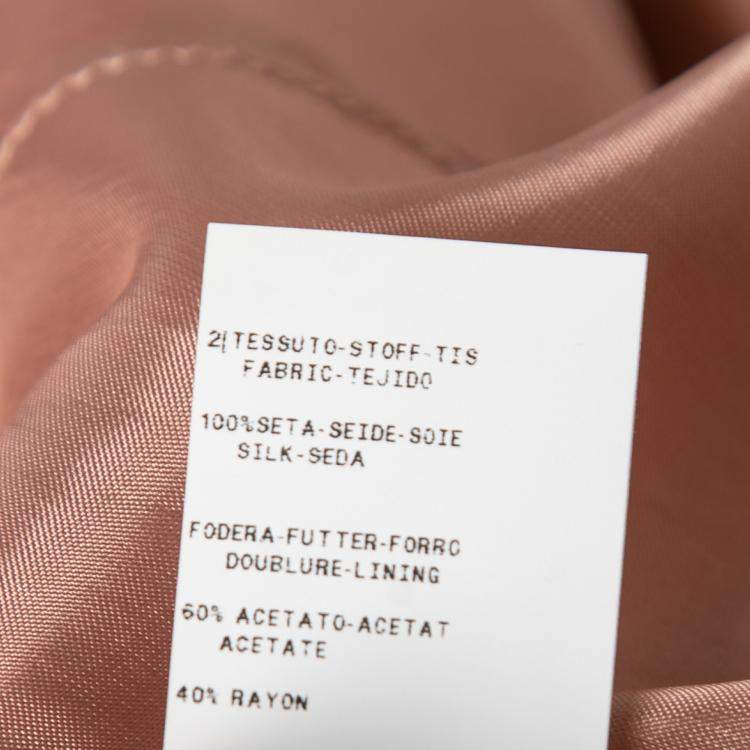 2) TESSUTO-STOFF-TIS
FABRIC-TEJIDO
100%SETA-SEIDE-SOIE
SILK-SEDA
FODERA-FUTTER-FORRO
DOUBLURE-LINING
60% ACETATO-ACETAT
ACETATE
40% RAYON